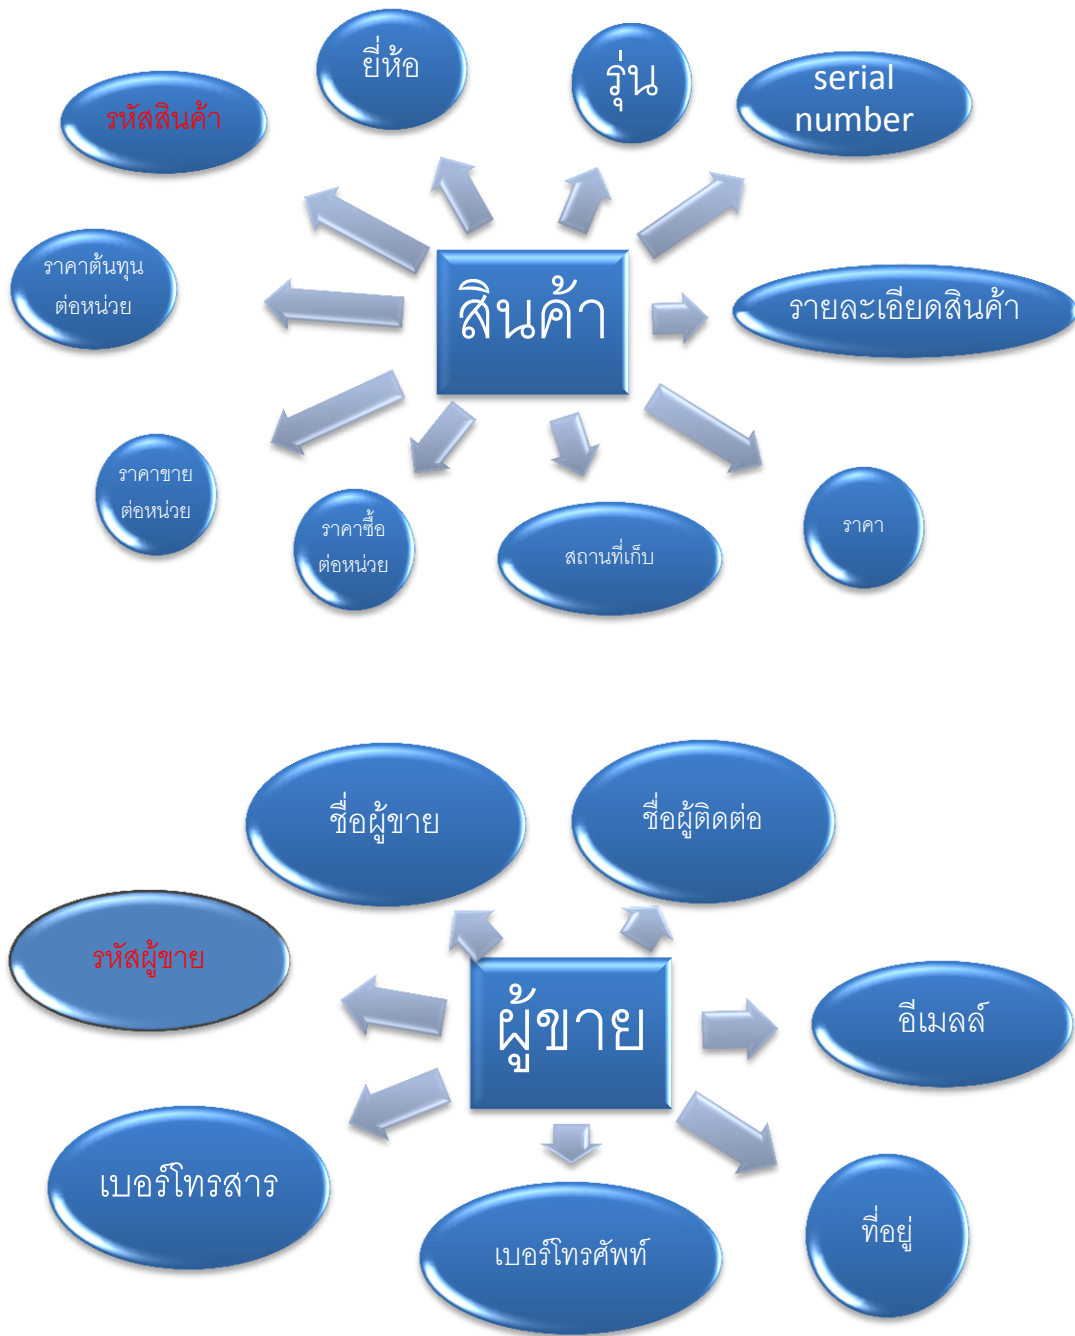 ยี่ห้อ
รุ่น
serial
number
รหัสสินค้า
ราคาต้นทุน
ต่อหน่วย
สินค้า
รายละเอียดสินค้า
ราคาขาย
ต่อหน่วย
ราคาซื้อ
ต่อหน่วย
สถานที่เก็บ
ราคา
ชื่อผู้ขาย
ชื่อผู้ติดต่อ
รหัสผู้ขาย
ผู้ขาย
อีเมลล์
เบอร์โทรสาร
เบอร์โทรศัพท์
ที่อยู่